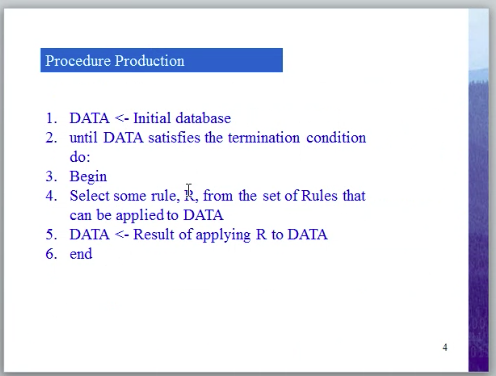 Procedure Production
1. DATA <- Initial database
2. until DATA satisfies the termination condition
do:
3. Begin
4. Select some rule, R, from the set of Rules that
can be applied to DATA
5. DATA <- Result of applying R to DATA
6. end
4